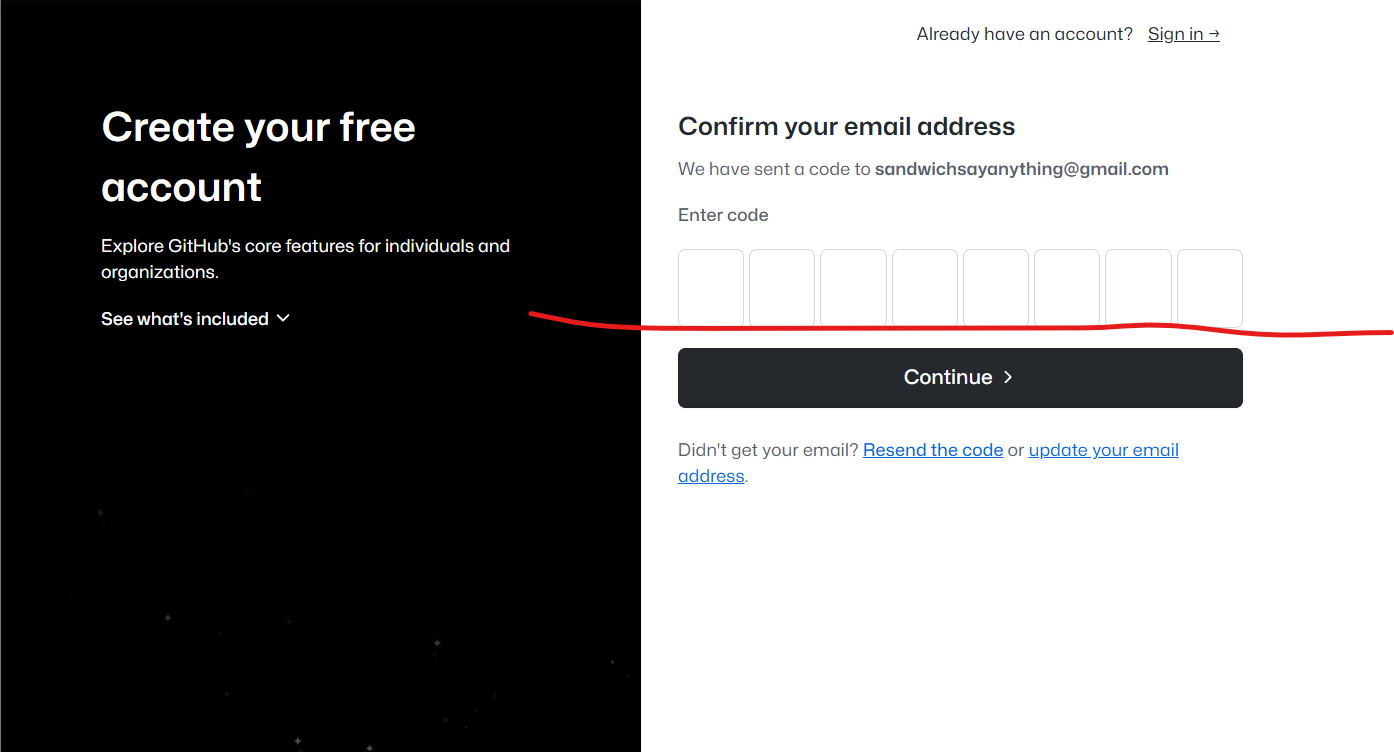 Already have an account? Sign in →
Create your free
account
Explore GitHub's core features for individuals and
organizations.
See what's included
Confirm your email address
We have sent a code to sandwichsayanything@gmail.com
Enter code
Continue
Didn't get your email? Resend the code or update your email
address.